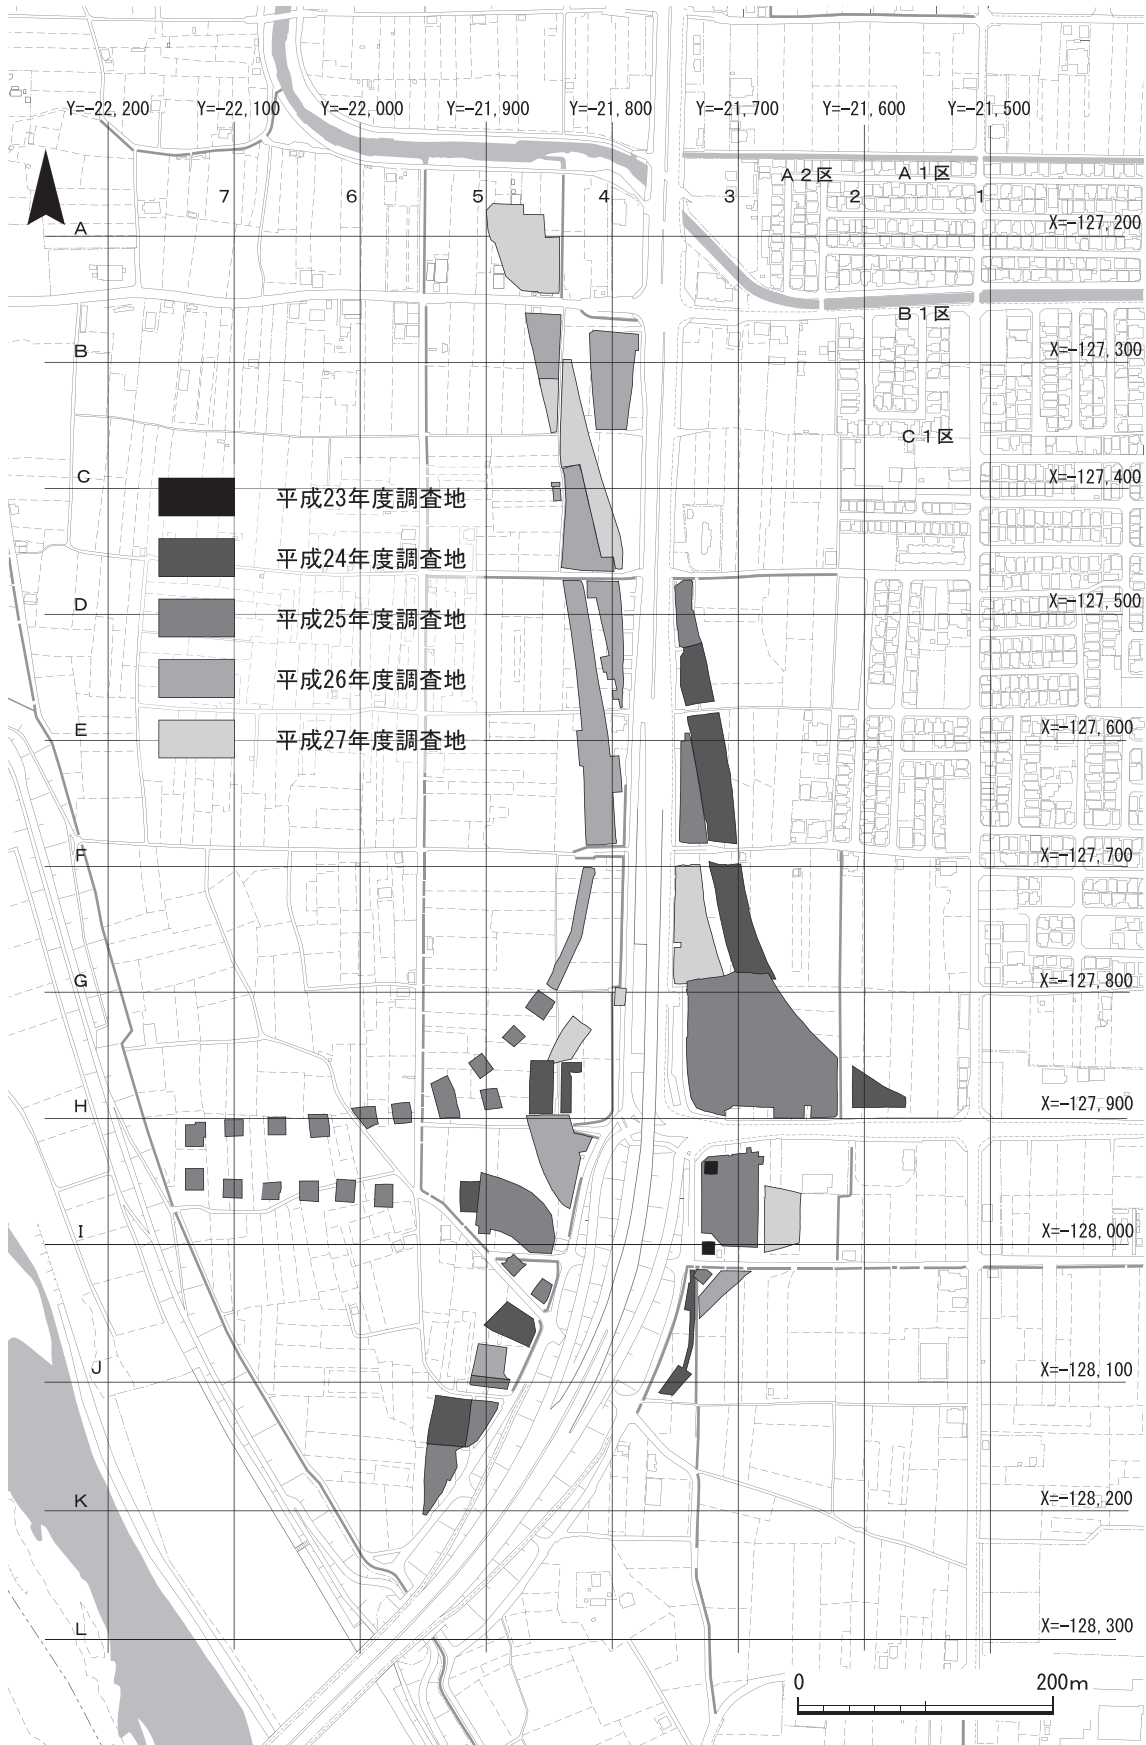 Y=-22,200 Y=-22,100 Y=-22,000 Y=-21,900 Y=-21,800 Y=-21,700 Y=-21,600 Y=-21,500
A2区 A1区
7 6 5 4 3 2 1
A X=-127,200
B1区
B X=-127,300
C1区
C X=-127,400
平成23年度調査地
平成24年度調査地
D X=-127,500
平成25年度調査地
平成26年度調査地
E X=-127,600
平成27年度調査地
F X=-127,700
G X=-127,800
H X=-127,900
I X=-128,000
J X=-128,100
K X=-128,200
L X=-128,300
0 200m